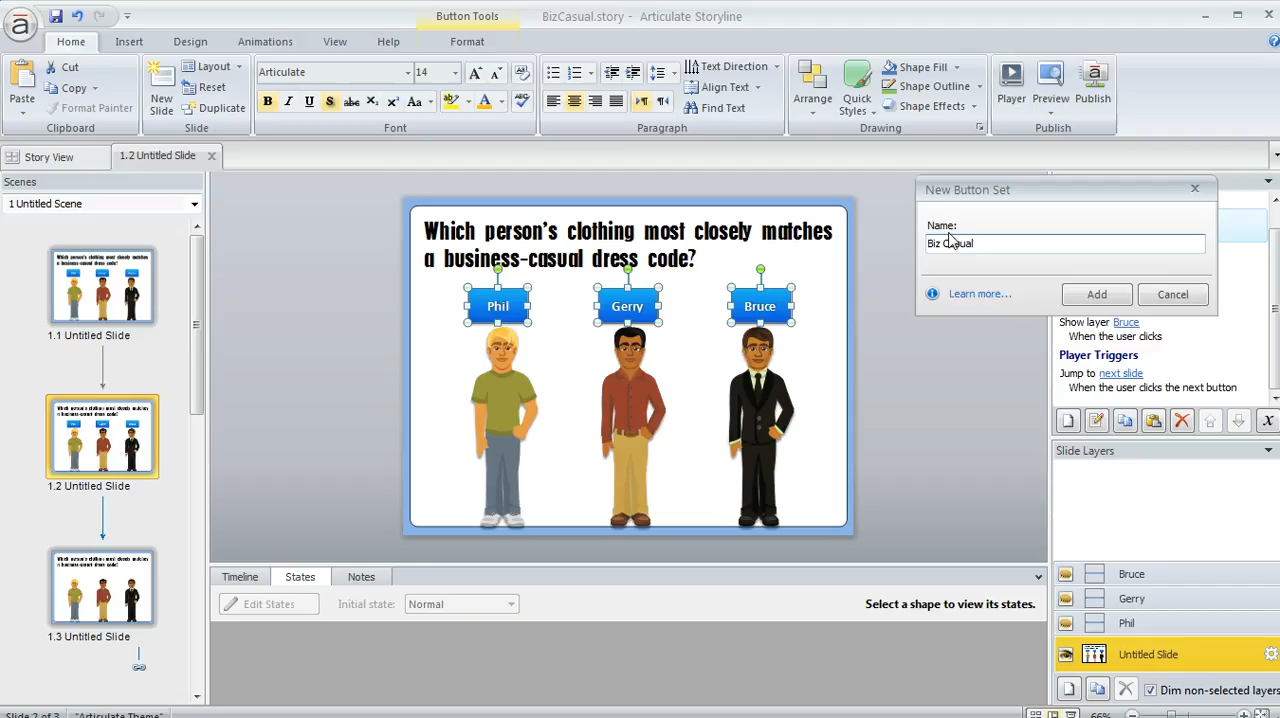 Button Tools
BizCasual.story - Articulate Storyline
Home Insert Design Animations View Help Format
Paste
Cut
Copy
Format Painter
Clipboard
New Slide
Layout
Reset
Duplicate
Slide
Articulate 14
B I U S abc X2 X2 Aa A
Font
Text Direction
Align Text
Find Text
Paragraph
Arrange
Quick Styles
Shape Fill
Shape Outline
Shape Effects
Drawing
Player Preview Publish
Publish
Story View 1.2 Untitled Slide
Scenes
1 Untitled Scene
1.1 Untitled Slide
1.2 Untitled Slide
1.3 Untitled Slide
Which person's clothing most closely matches
a business-casual dress code?
Phil Gerry Bruce
New Button Set
Name:
Biz Casual
Learn more... Add Cancel
Show layer Bruce
When the user clicks
Player Triggers
Jump to next slide
When the user clicks the next button
Slide Layers
Bruce
Gerry
Phil
Untitled Slide
Dim non-selected layers
Timeline States Notes
Edit States Initial state: Normal
Select a shape to view its states.
Slide 2 of 3 "Articulate Theme" 66%